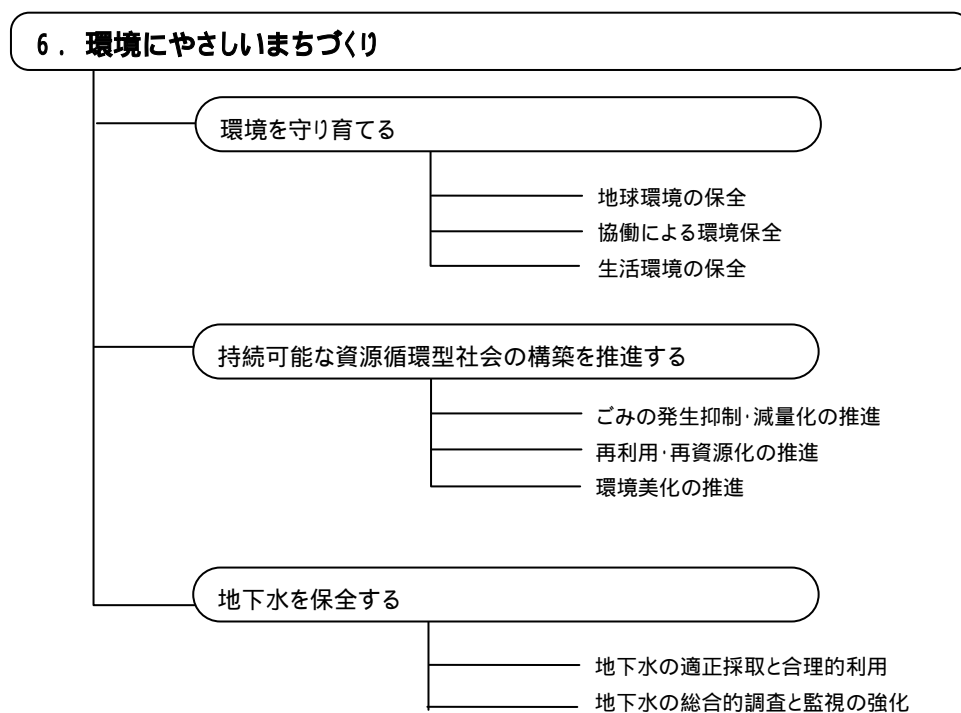 6．環境にやさしいまちづくり
環境を守り育てる
地球環境の保全
協働による環境保全
生活環境の保全
持続可能な資源循環型社会の構築を推進する
ごみの発生抑制･減量化の推進
再利用･再資源化の推進
環境美化の推進
地下水を保全する
地下水の適正採取と合理的利用
地下水の総合的調査と監視の強化